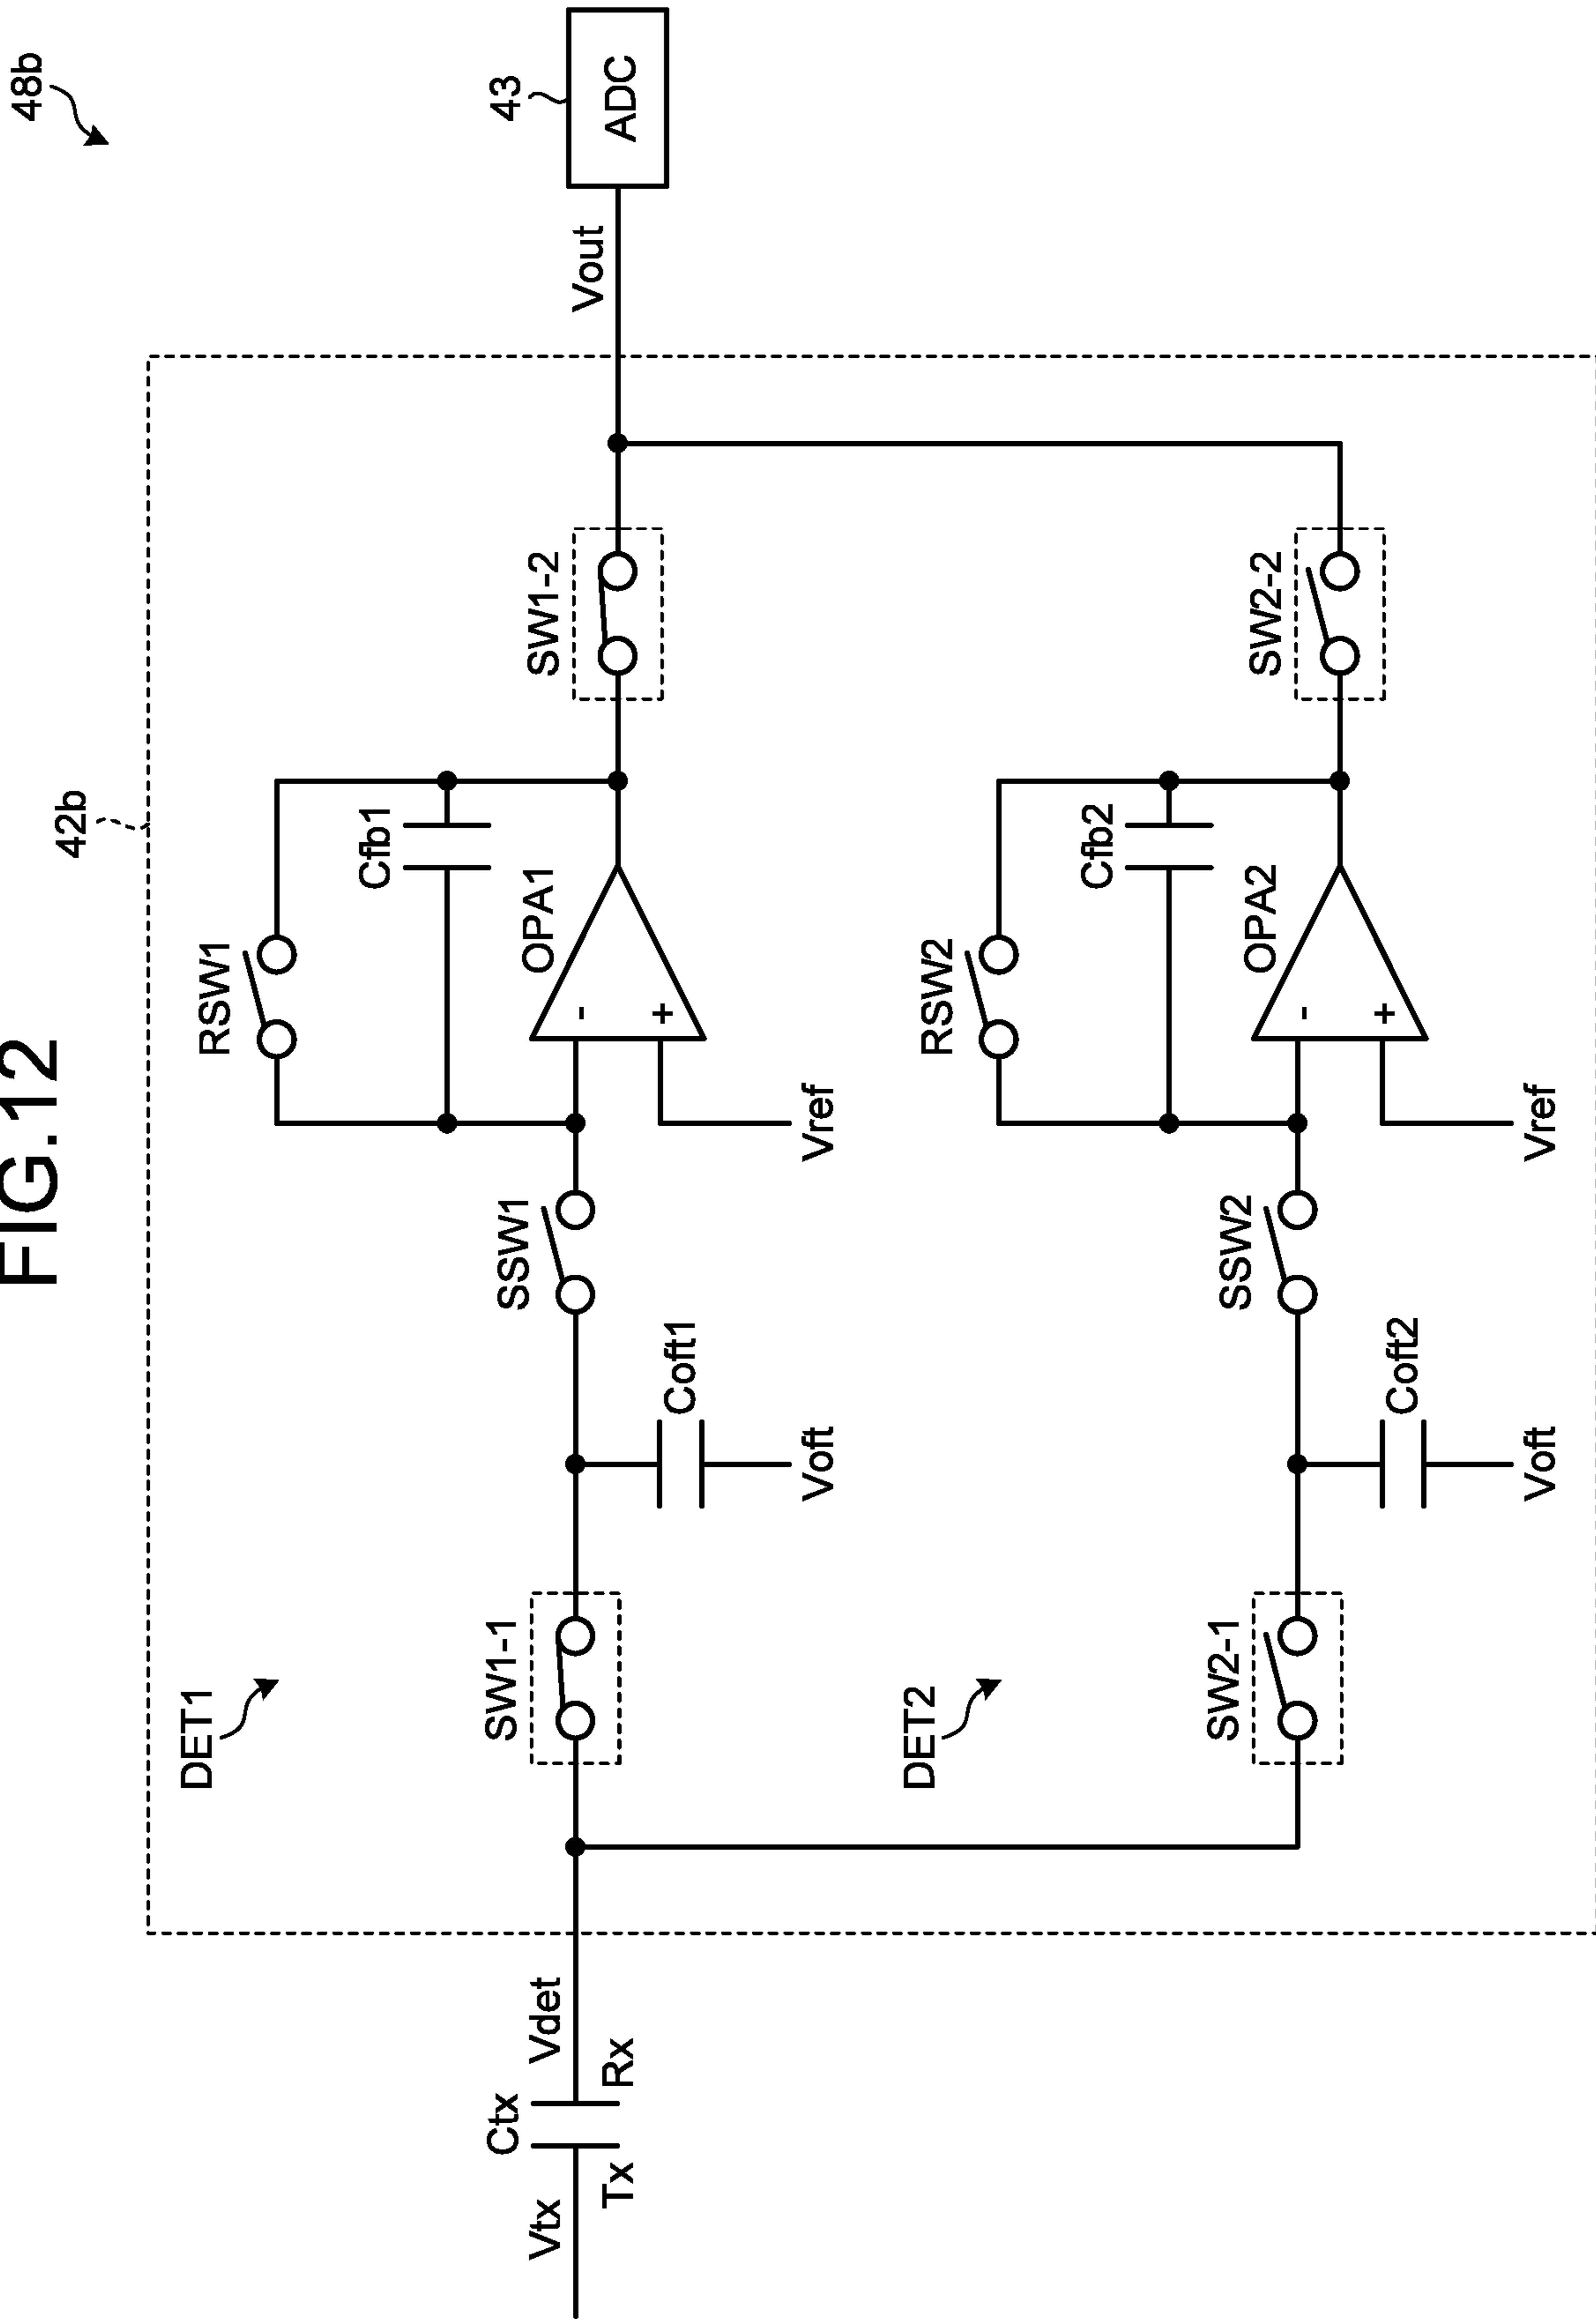 FIG.12
48b
42b
DET1
RSW1
Cfb1
Vtx
Ctx
Tx
Rx
Vdet
SW1-1
Coft1
Voft
SSW1
OPA1
-
+
Vref
SW1-2
Vout
43
ADC
DET2
RSW2
Cfb2
SW2-1
Coft2
Voft
SSW2
OPA2
-
+
Vref
SW2-2